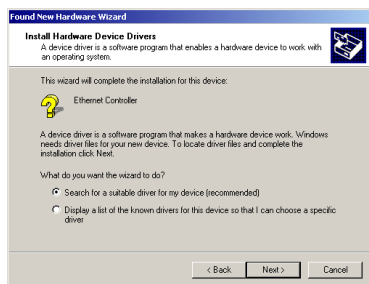 Found New Hardware Wizard
Install Hardware Device Drivers
A device driver is a software program that enables a hardware device to work with
an operating system.
This wizard will complete the installation for this device:
Ethernet Controller
A device driver is a software program that makes a hardware device work. Windows
needs driver files for your new device. To locate driver files and complete the
installation click Next.
What do you want the wizard to do?
Search for a suitable driver for my device (recommended)
Display a list of the known drivers for this device so that I can choose a specific
driver
< Back
Next >
Cancel